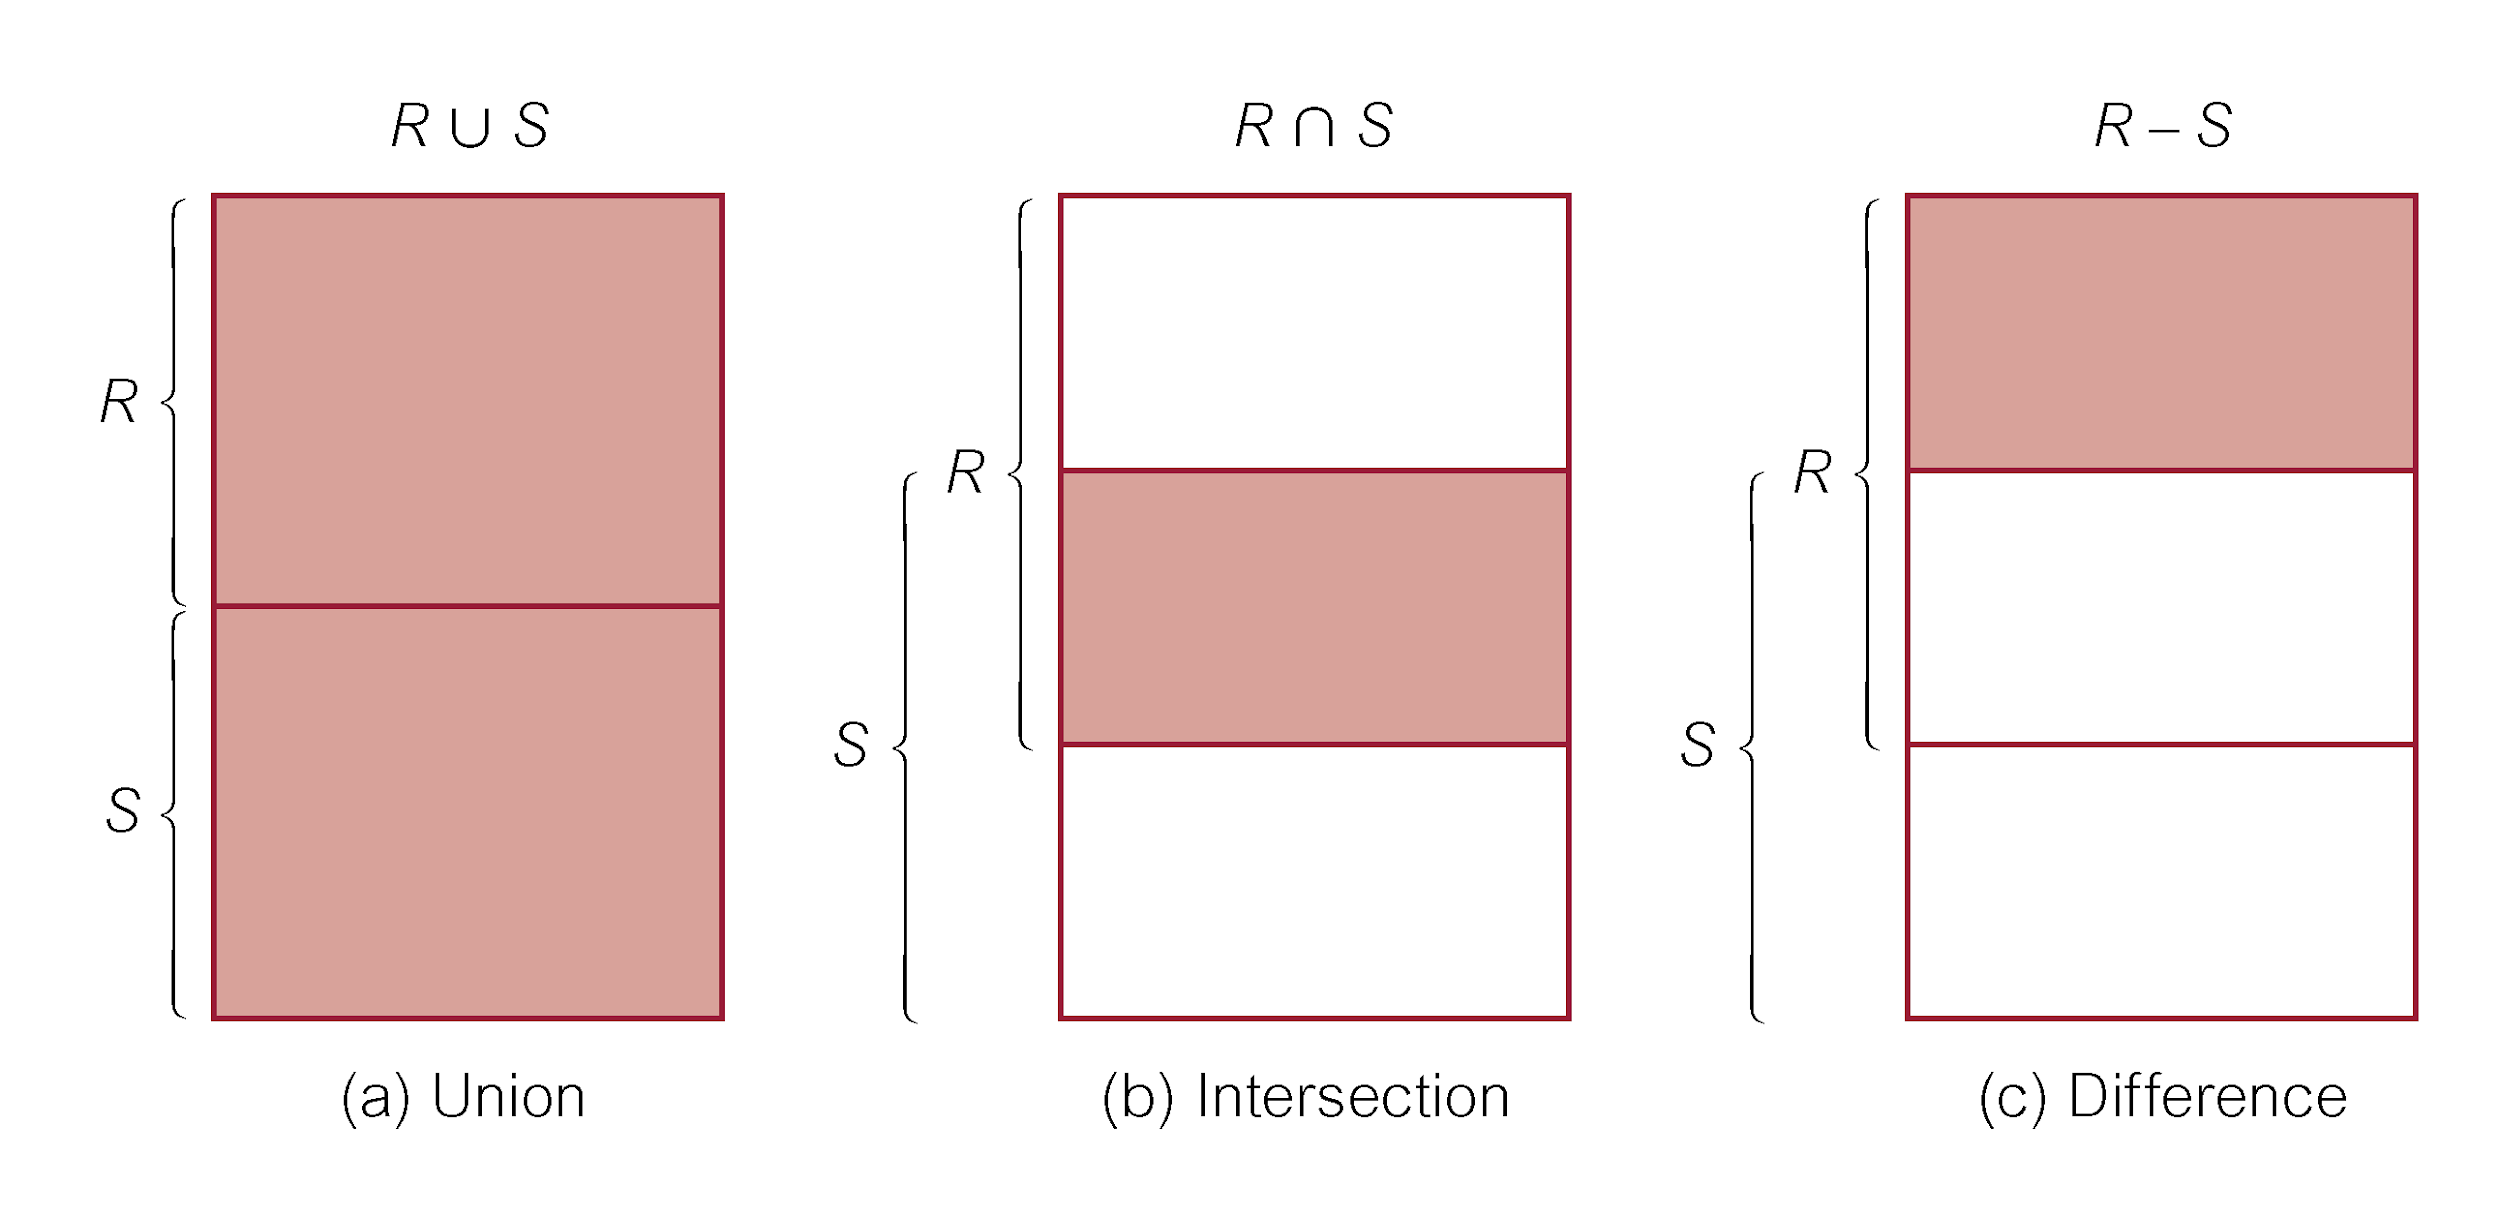 R ∪ S
R ∩ S
R – S
R
S
R
S
R
S
(a) Union
(b) Intersection
(c) Difference